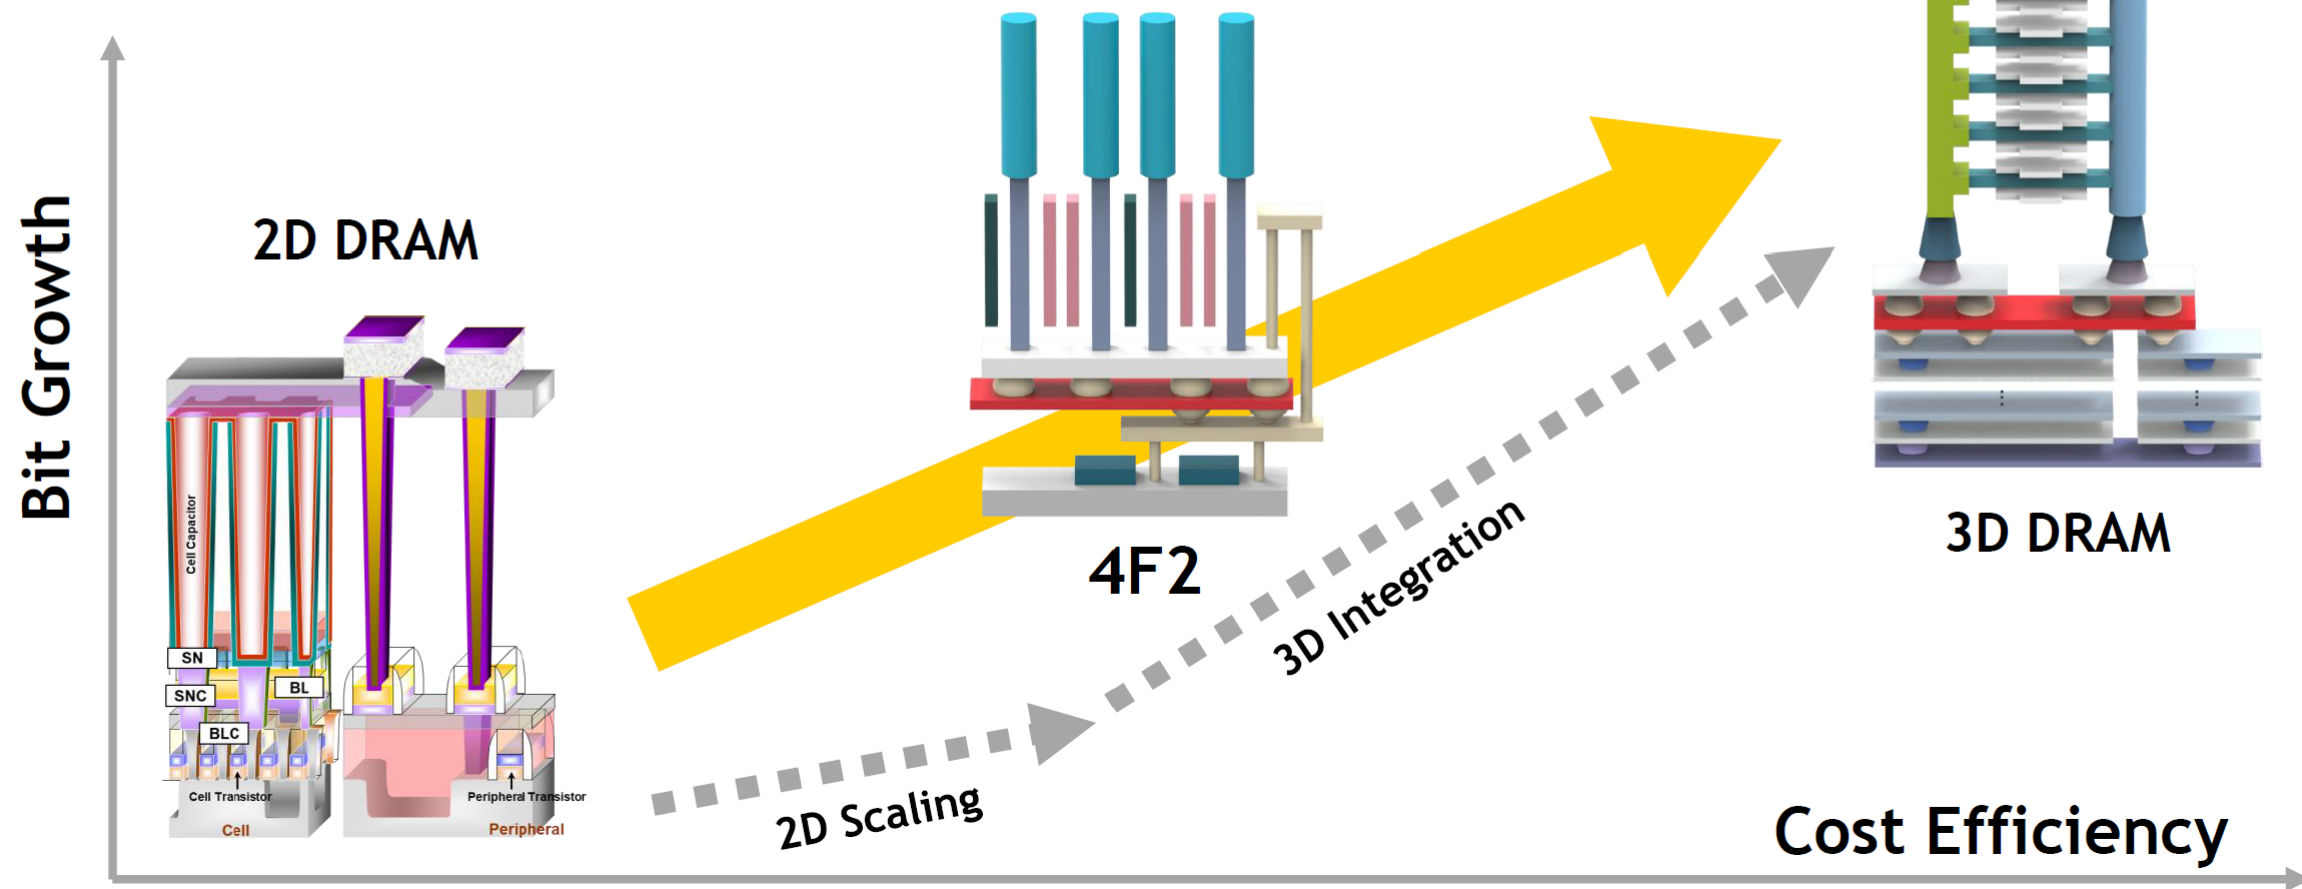 Bit Growth
2D DRAM
Cell Capacitor
SN
SNC
BL
BLC
Cell Transistor
Cell
Peripheral Transistor
Peripheral
4F2
2D Scaling
3D Integration
3D DRAM
Cost Efficiency